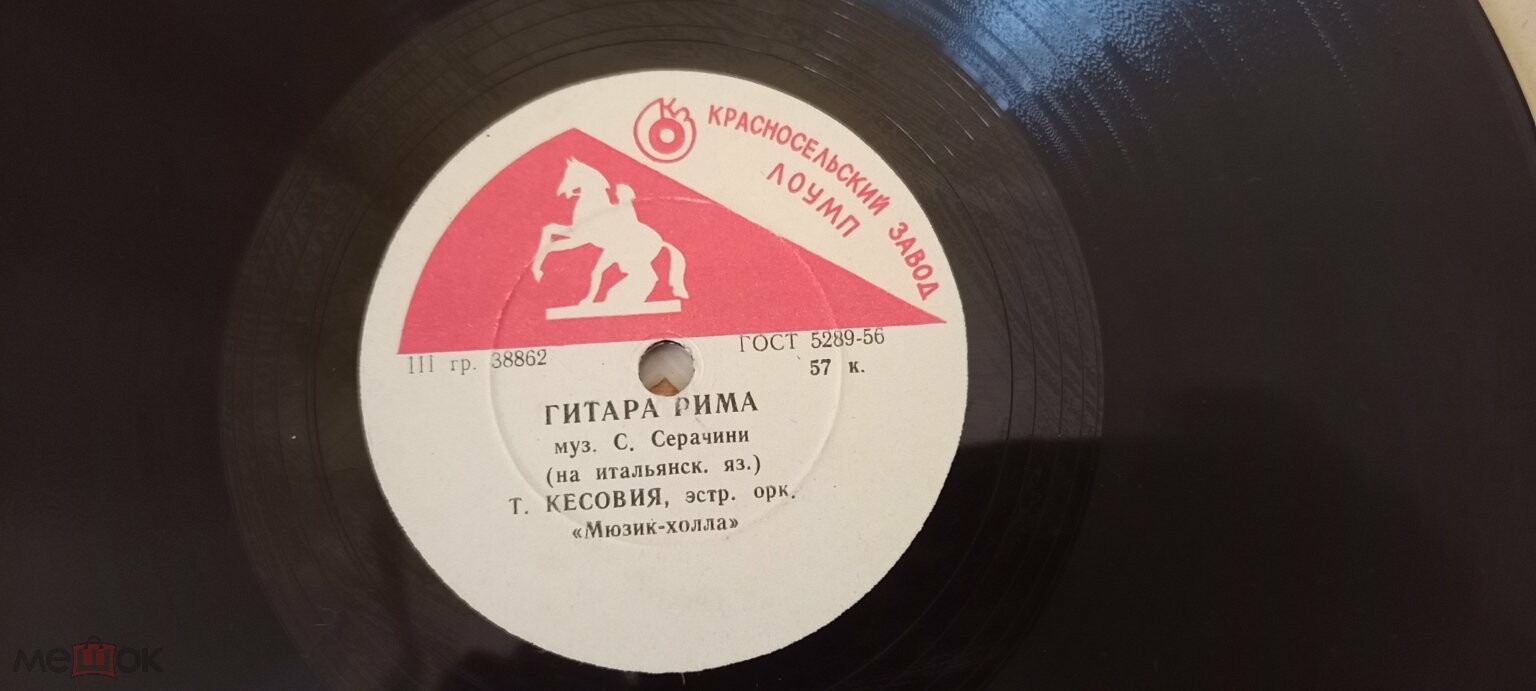 КЗ
КРАСНОСЕЛЬСКИЙ ЗАВОД
ЛОУМП
III гр. 38862
ГОСТ 5289-56
57 к.
ГИТАРА РИМА
муз. С. Серачини
(на итальянск. яз.)
Т. КЕСОВИЯ, эстр. орк.
«Мюзик-холла»
мешок